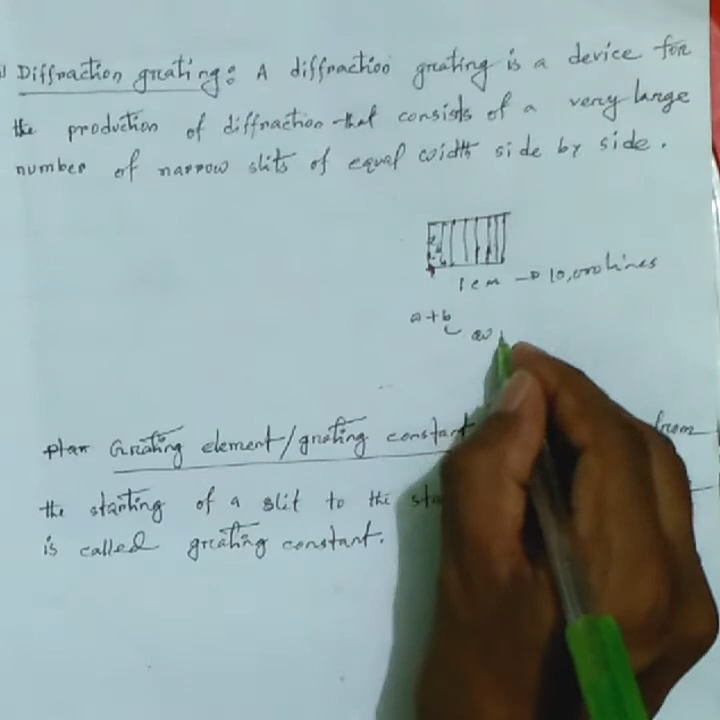 Diffraction grating: A diffraction grating is a device for
the production of diffraction that consists of a very large
number of narrow slits of equal width side by side.
1 cm → 10,000 lines
a+b
Grating element/grating constant
from
the starting of a slit to the
is called grating constant.